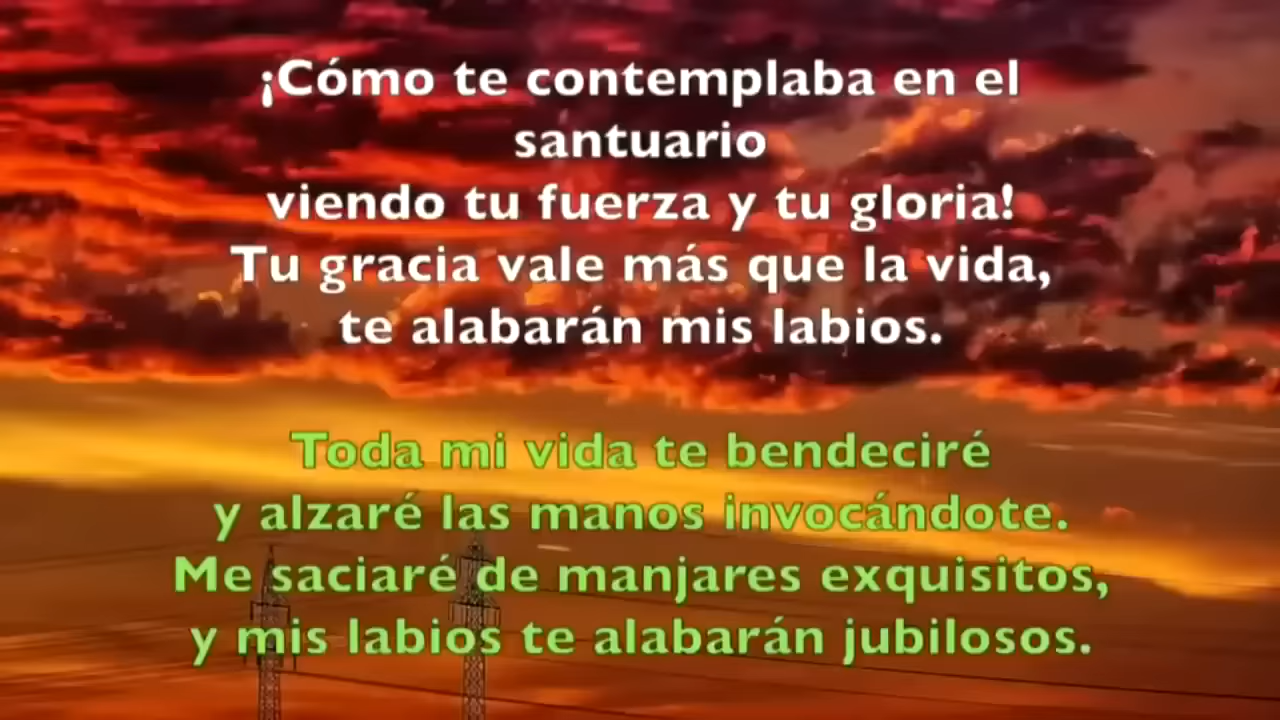 ¡Cómo te contemplaba en el
santuario
viendo tu fuerza y tu gloria!
Tu gracia vale más que la vida,
te alabarán mis labios.
Toda mi vida te bendeciré
y alzaré las manos invocándote.
Me saciaré de manjares exquisitos,
y mis labios te alabarán jubilosos.